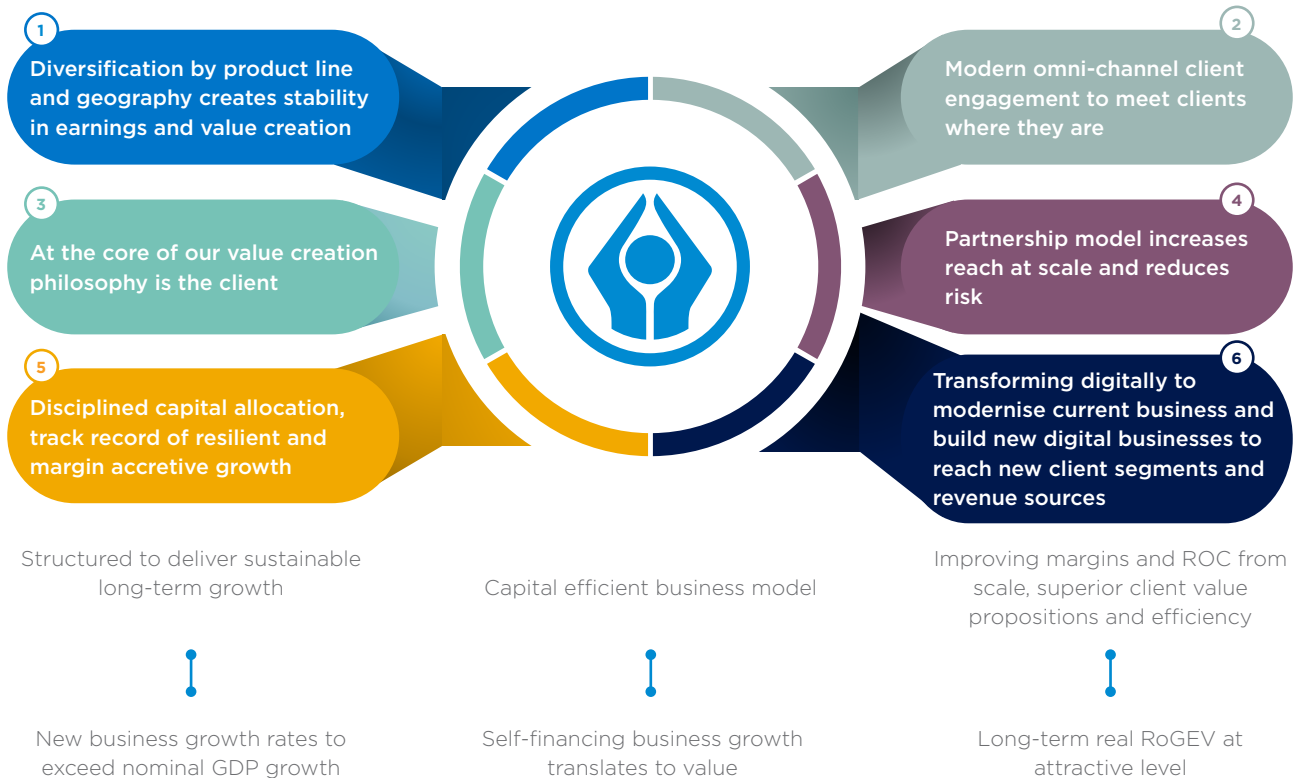 1
Diversification by product line
and geography creates stability
in earnings and value creation
2
Modern omni-channel client
engagement to meet clients
where they are
3
At the core of our value creation
philosophy is the client
4
Partnership model increases
reach at scale and reduces
risk
5
Disciplined capital allocation,
track record of resilient and
margin accretive growth
6
Transforming digitally to
modernise current business and
build new digital businesses to
reach new client segments and
revenue sources
Structured to deliver sustainable
long-term growth
Capital efficient business model
Improving margins and ROC from
scale, superior client value
propositions and efficiency
New business growth rates to
exceed nominal GDP growth
Self-financing business growth
translates to value
Long-term real RoGEV at
attractive level